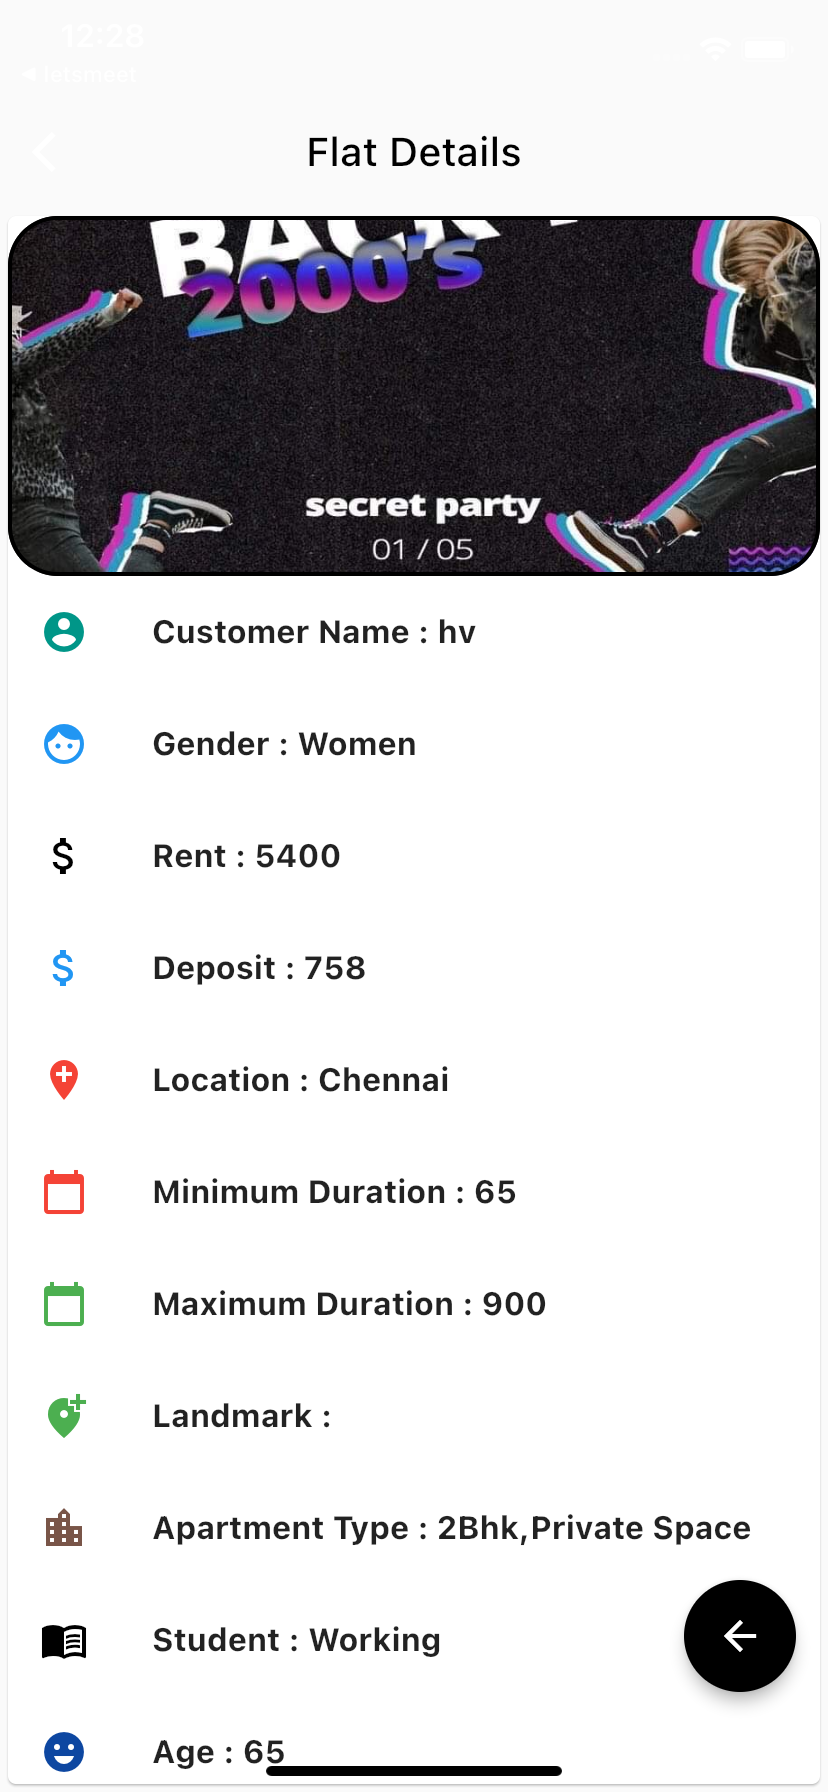 12:28
letsmeet
Flat Details
2000's
secret party
01 / 05
Customer Name : hv
Gender : Women
Rent : 5400
Deposit : 758
Location : Chennai
Minimum Duration : 65
Maximum Duration : 900
Landmark :
Apartment Type : 2Bhk,Private Space
Student : Working
Age : 65